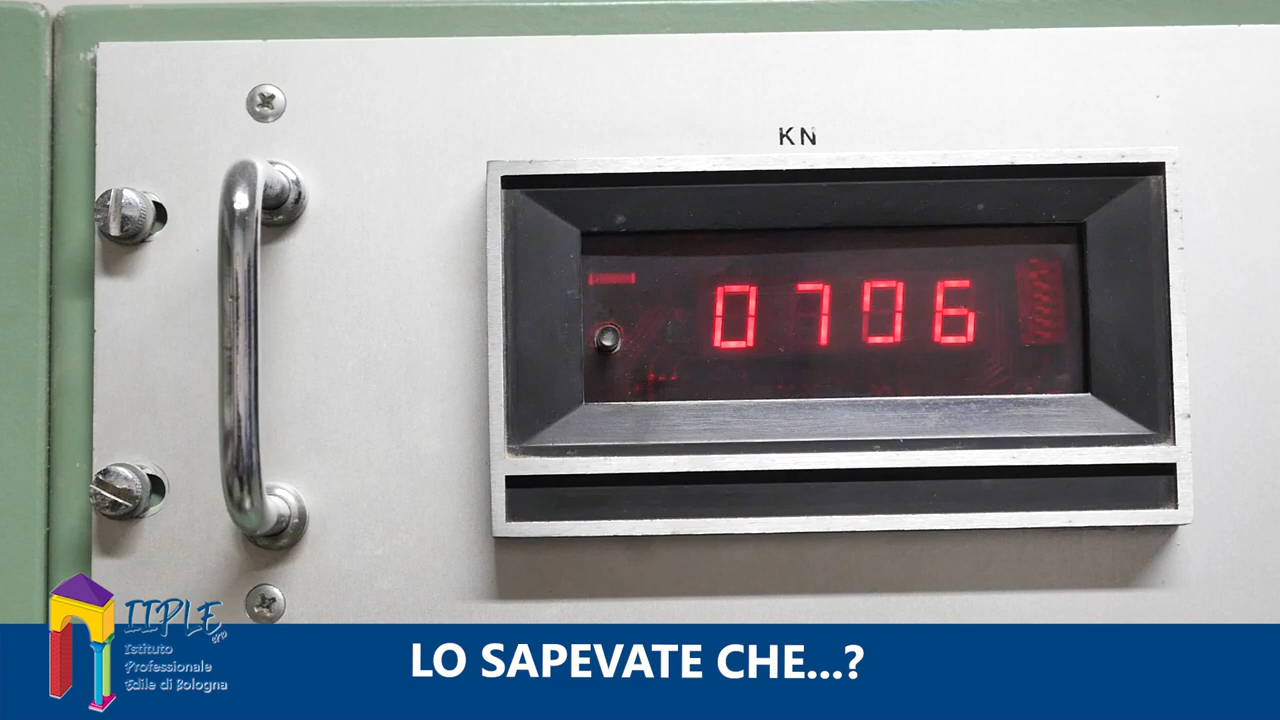 KN
0706
IIPLE
Istituto
Professionale
Edile di Bologna
LO SAPEVATE CHE...?